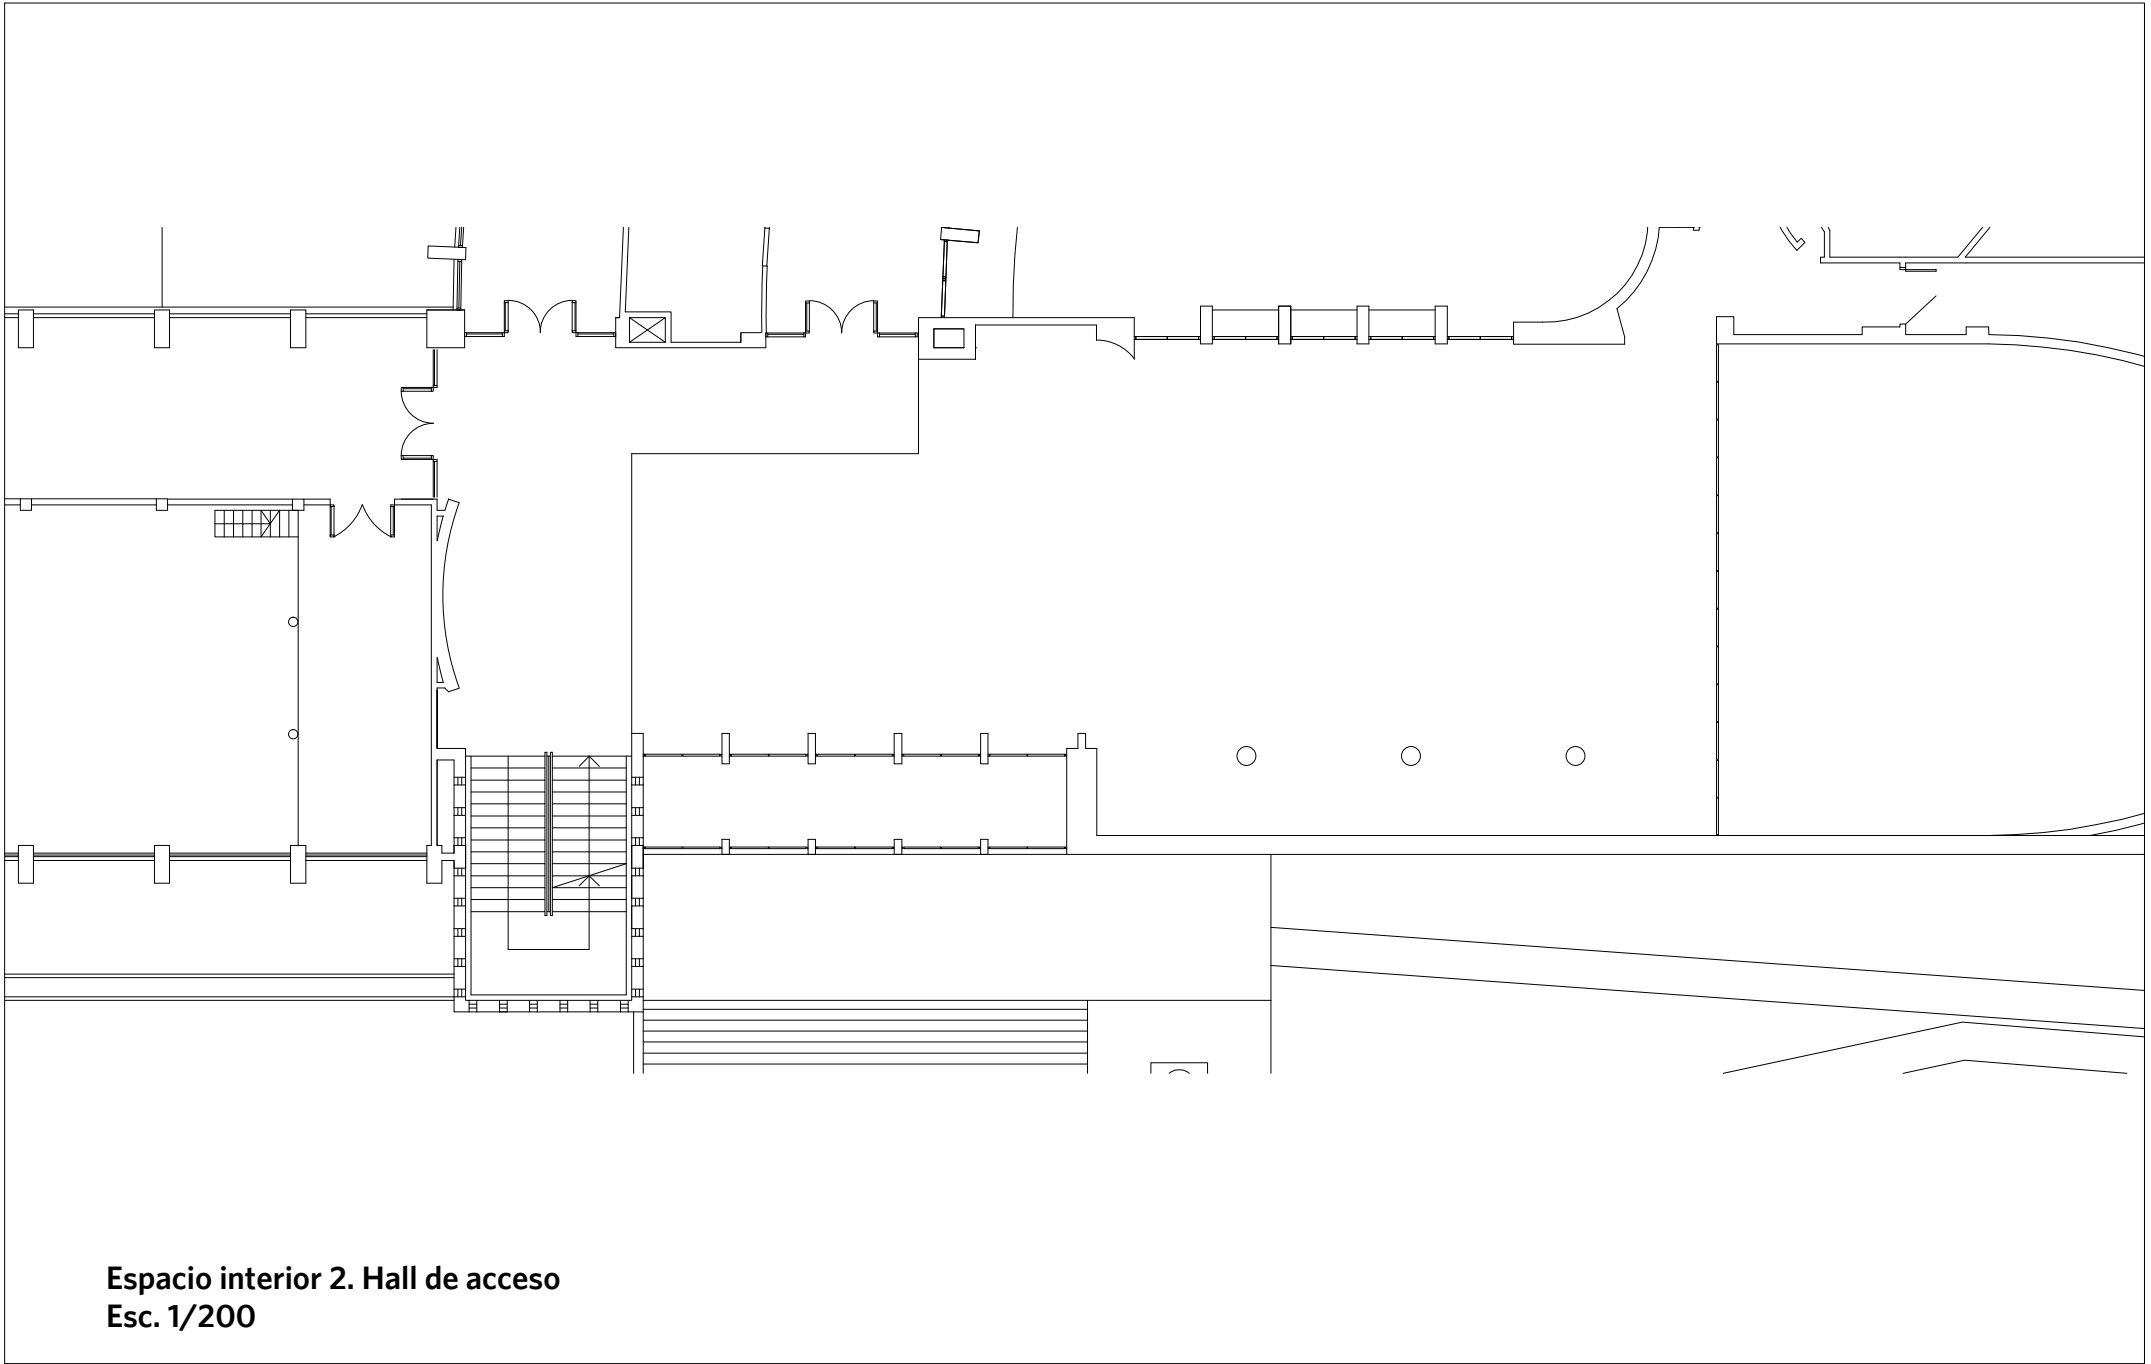 Espacio interior 2. Hall de acceso
Esc. 1/200